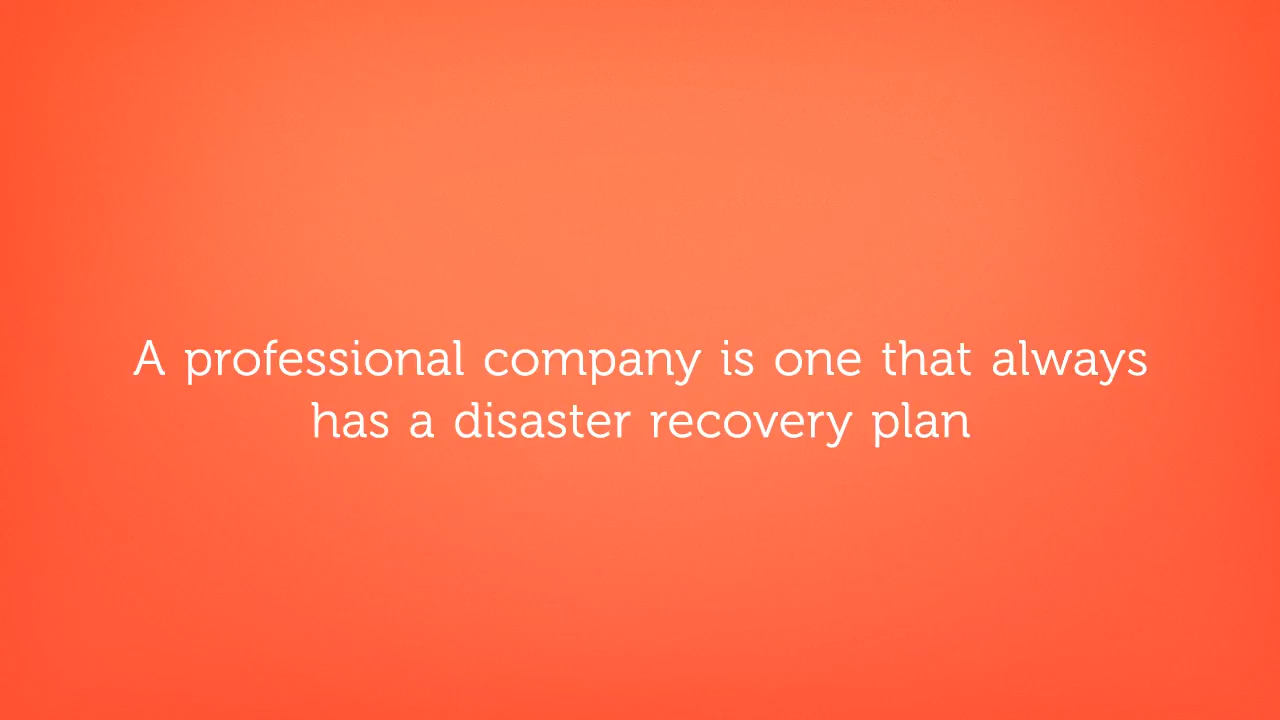 A professional company is one that always
has a disaster recovery plan